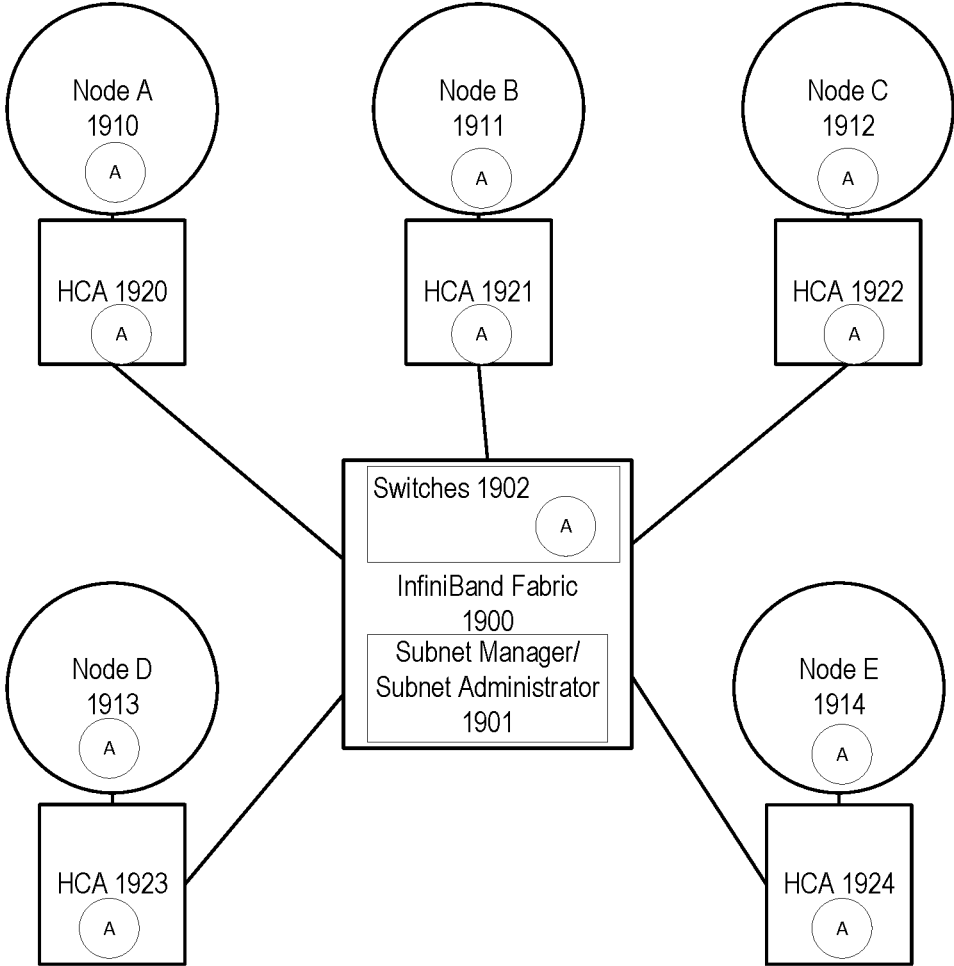 Node A
1910
A
Node B
1911
A
Node C
1912
A
HCA 1920
A
HCA 1921
A
HCA 1922
A
Switches 1902
A
InfiniBand Fabric
1900
Subnet Manager/
Subnet Administrator
1901
Node D
1913
A
Node E
1914
A
HCA 1923
A
HCA 1924
A